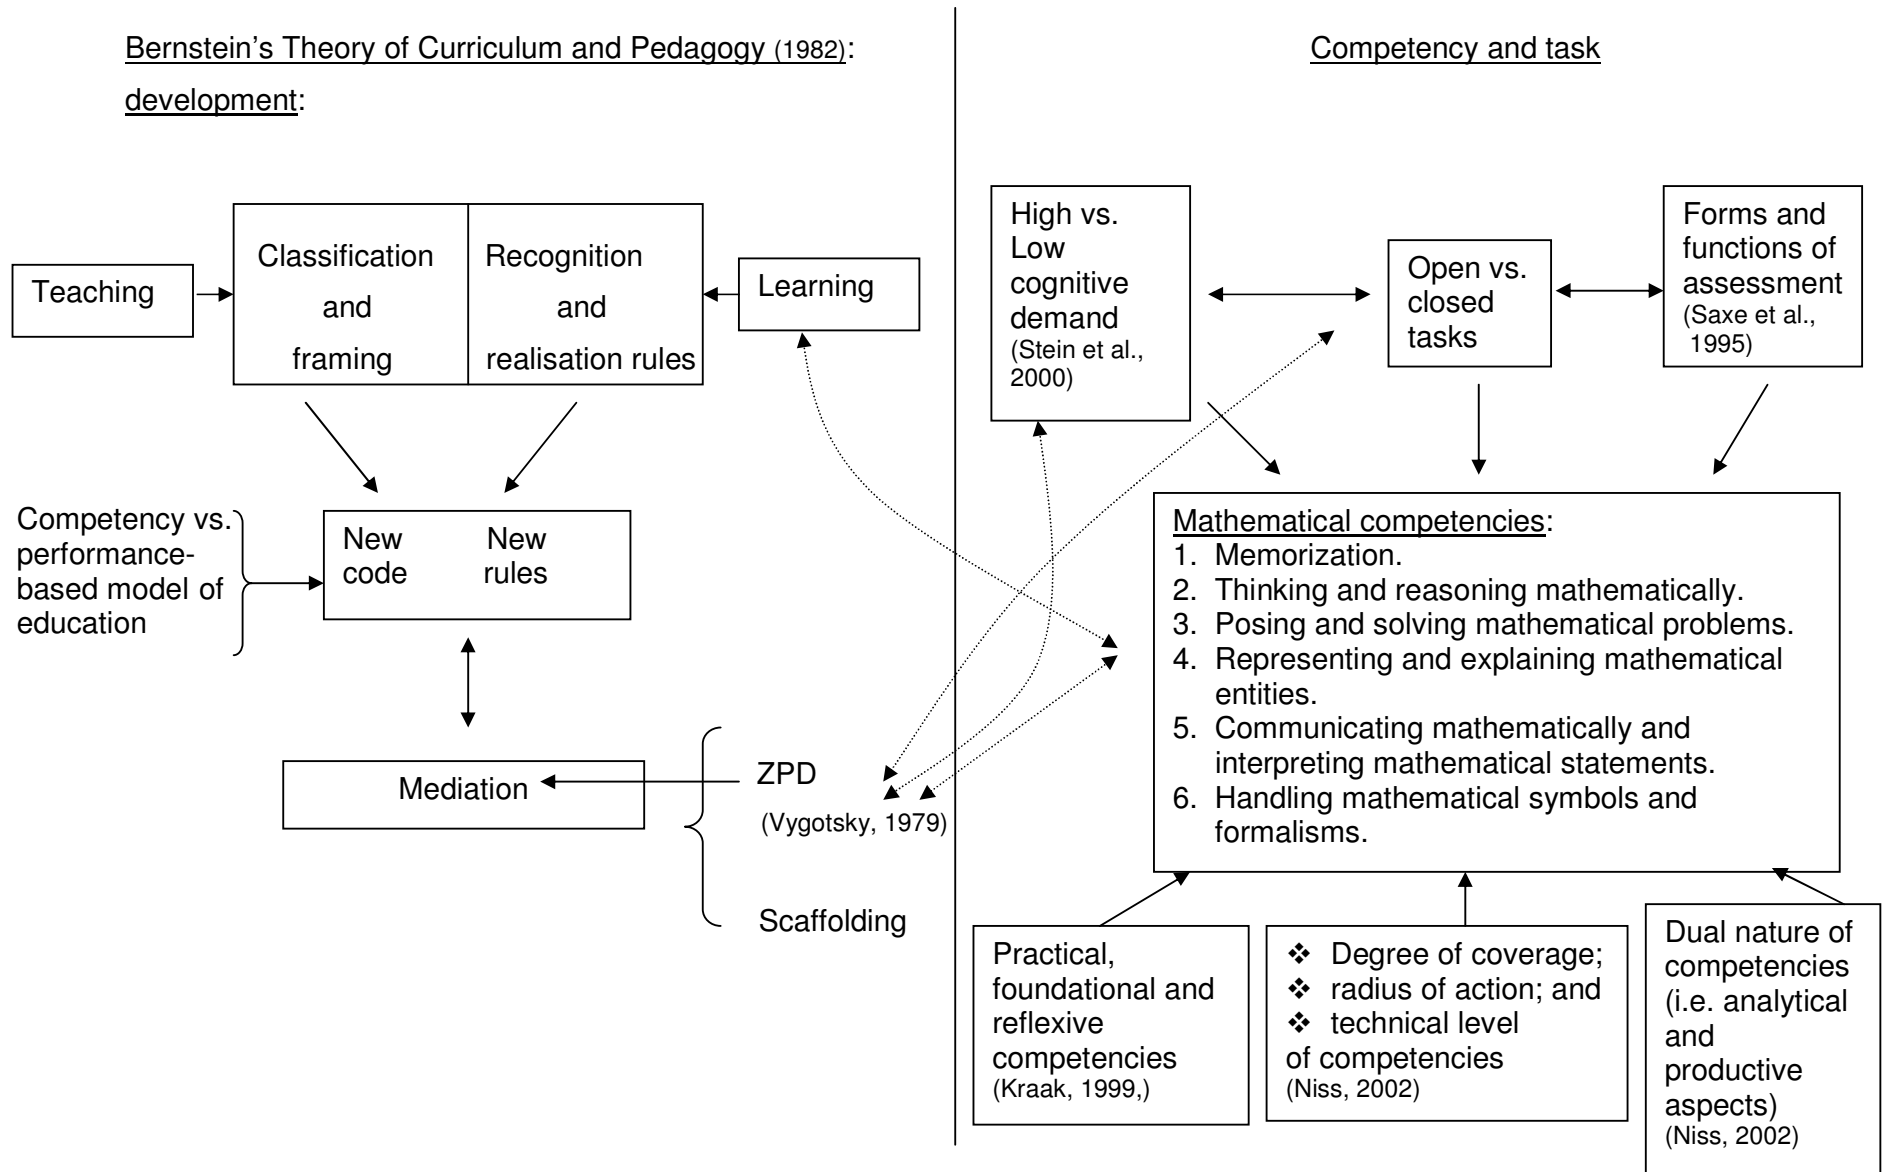 Bernstein's Theory of Curriculum and Pedagogy (1982):
development:
Teaching
Classification
and
framing
Recognition
and
realisation rules
Learning
Competency vs.
performance-
based model of
education
New
code
New
rules
Mediation
ZPD
(Vygotsky, 1979)
Scaffolding
Competency and task
High vs.
Low
cognitive
demand
(Stein et al.,
2000)
Open vs.
closed
tasks
Forms and
functions of
assessment
(Saxe et al.,
1995)
Mathematical competencies:
1. Memorization.
2. Thinking and reasoning mathematically.
3. Posing and solving mathematical problems.
4. Representing and explaining mathematical
entities.
5. Communicating mathematically and
interpreting mathematical statements.
6. Handling mathematical symbols and
formalisms.
Practical,
foundational and
reflexive
competencies
(Kraak, 1999,)
❖ Degree of coverage;
❖ radius of action; and
❖ technical level
of competencies
(Niss, 2002)
Dual nature of
competencies
(i.e. analytical
and
productive
aspects)
(Niss, 2002)